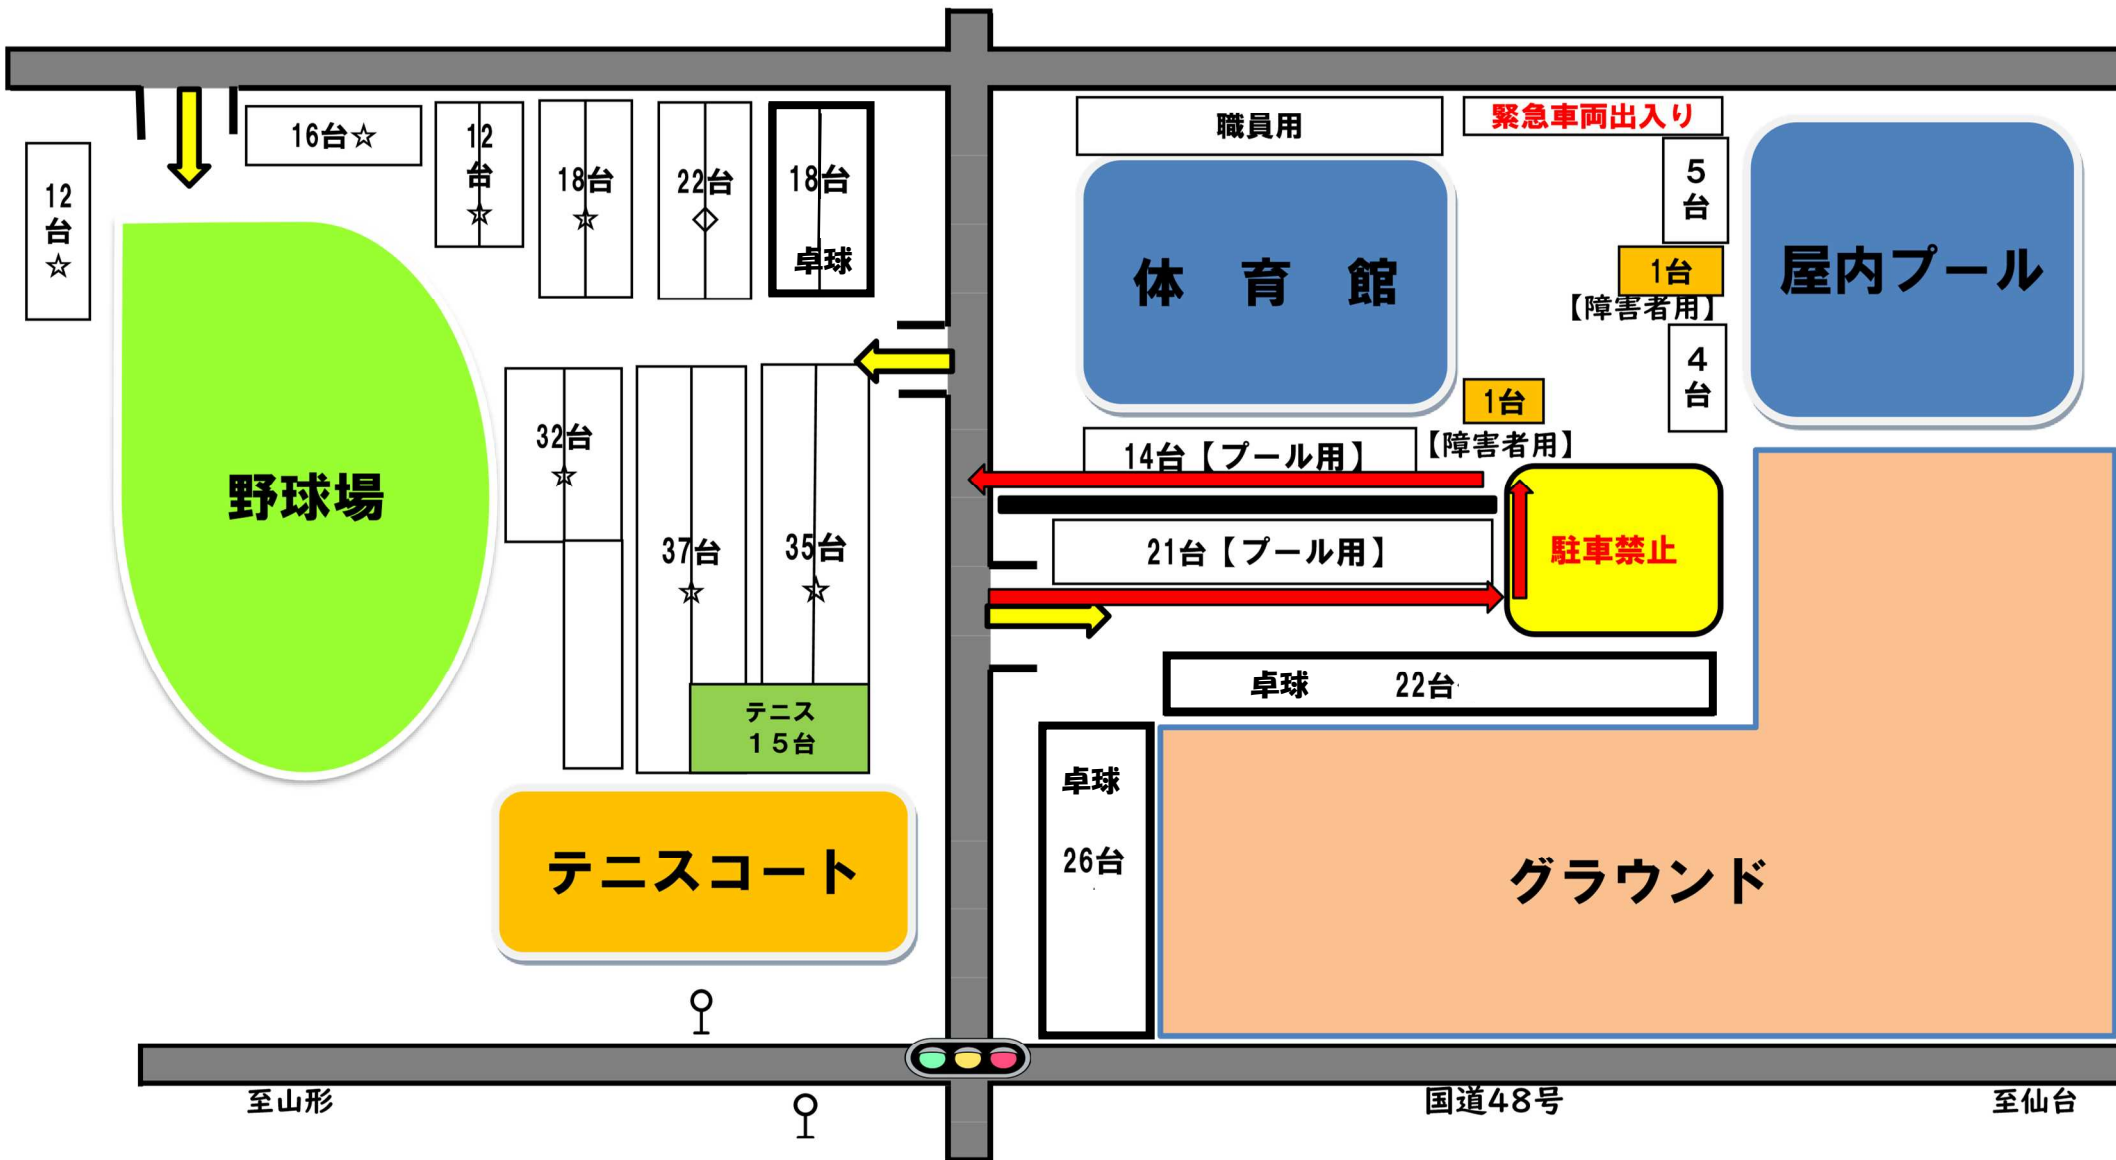 16台☆
12
台
☆
18台
☆
22台
◇
18台
卓球
12
台
☆
職員用
緊急車両出入り
5
台
1台
【障害者用】
4
台
体 育 館
屋内プール
1台
【障害者用】
14台【プール用】
21台【プール用】
駐車禁止
野球場
32台
☆
37台
☆
35台
☆
テニス
15台
卓球 22台
卓球
26台
テニスコート
グラウンド
至山形
国道48号
至仙台